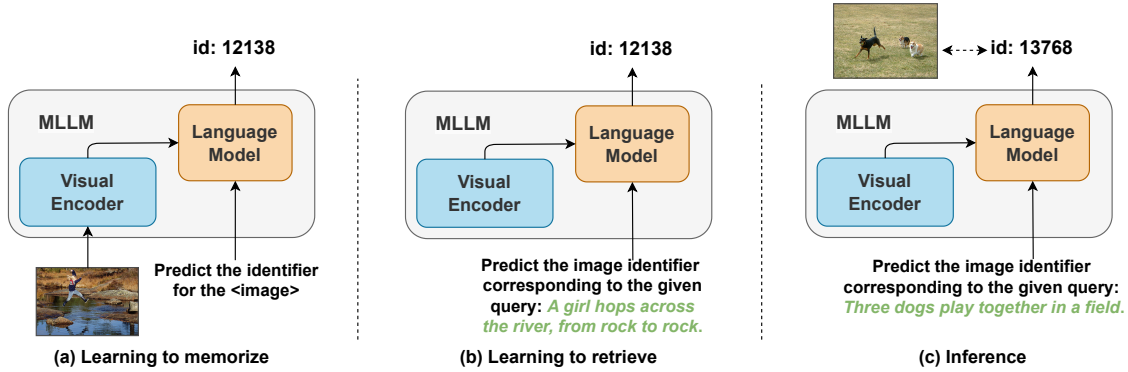 id: 12138
MLLM
Language
Model
Visual
Encoder
Predict the identifier
for the <image>
(a) Learning to memorize
id: 12138
MLLM
Language
Model
Visual
Encoder
Predict the image identifier
corresponding to the given
query: A girl hops across
the river, from rock to rock.
(b) Learning to retrieve
id: 13768
MLLM
Language
Model
Visual
Encoder
Predict the image identifier
corresponding to the given query:
Three dogs play together in a field.
(c) Inference